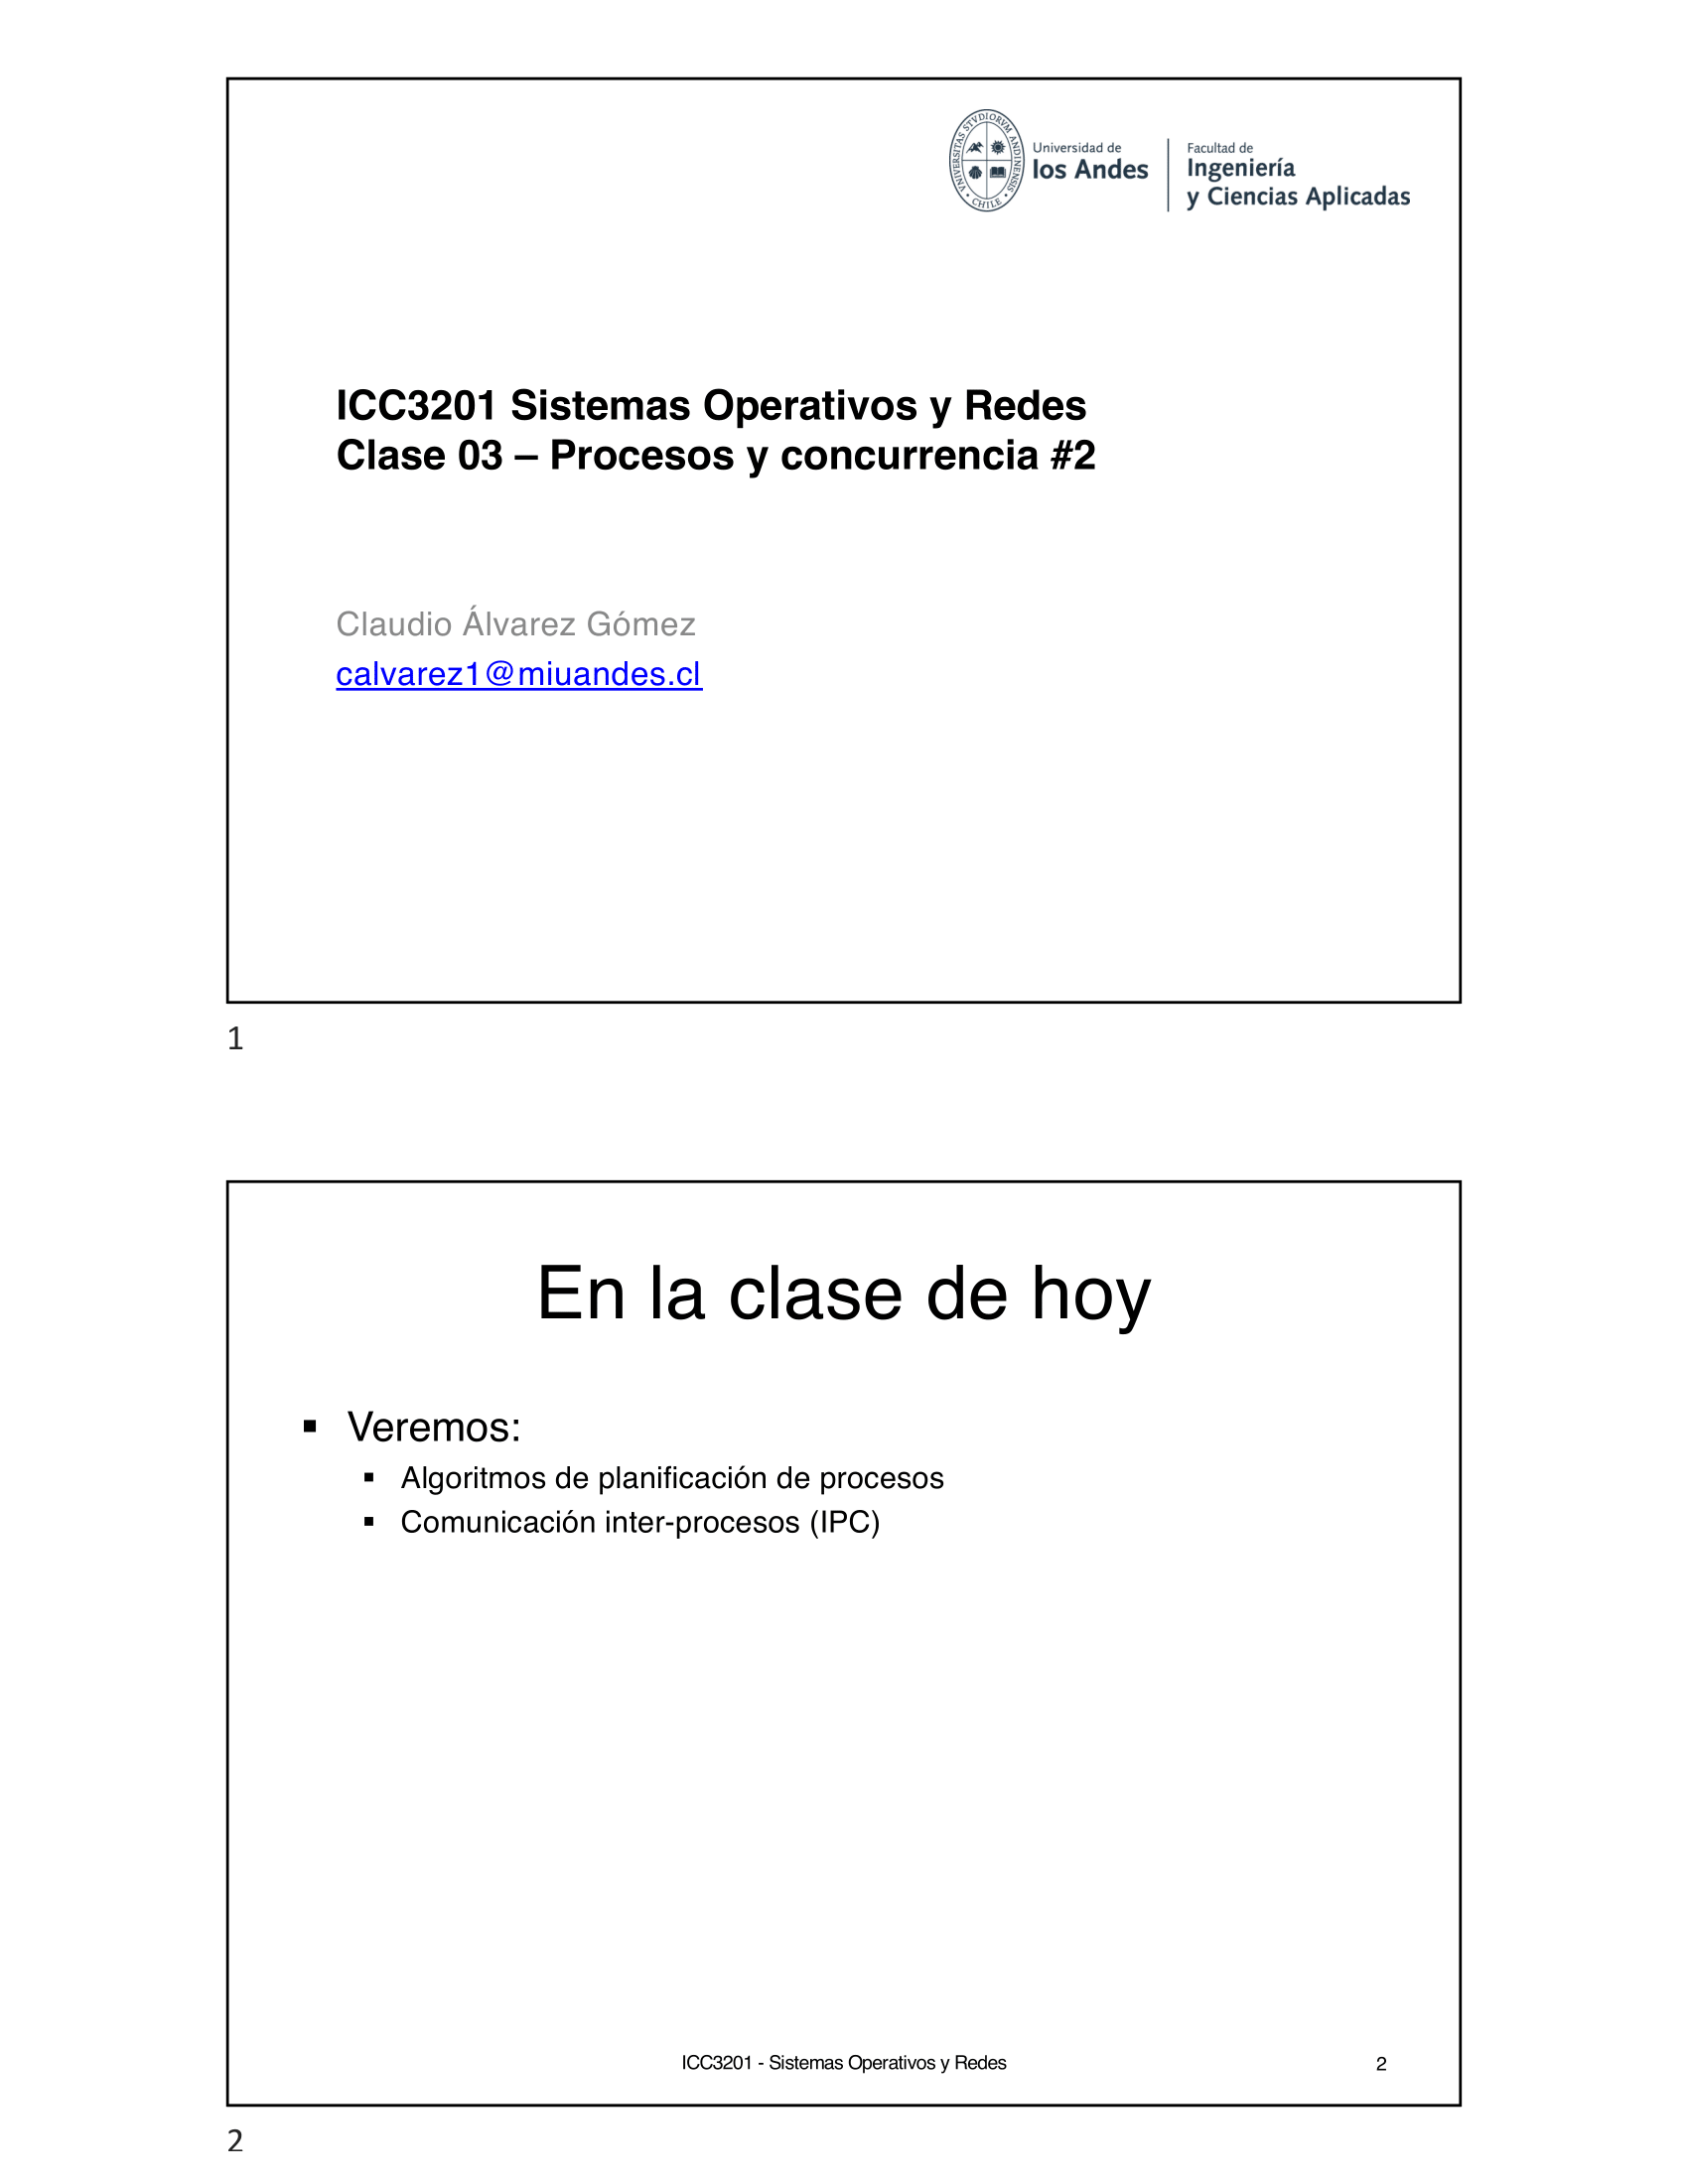 VNIVERSITAS STVDIORVM ANDINENSIS
• CHILE •
Universidad de
los Andes
Facultad de
Ingeniería
y Ciencias Aplicadas
ICC3201 Sistemas Operativos y Redes
Clase 03 – Procesos y concurrencia #2
Claudio Álvarez Gómez
calvarez1@miuandes.cl
1
En la clase de hoy
▪ Veremos:
▪ Algoritmos de planificación de procesos
▪ Comunicación inter-procesos (IPC)
ICC3201 - Sistemas Operativos y Redes
2
2